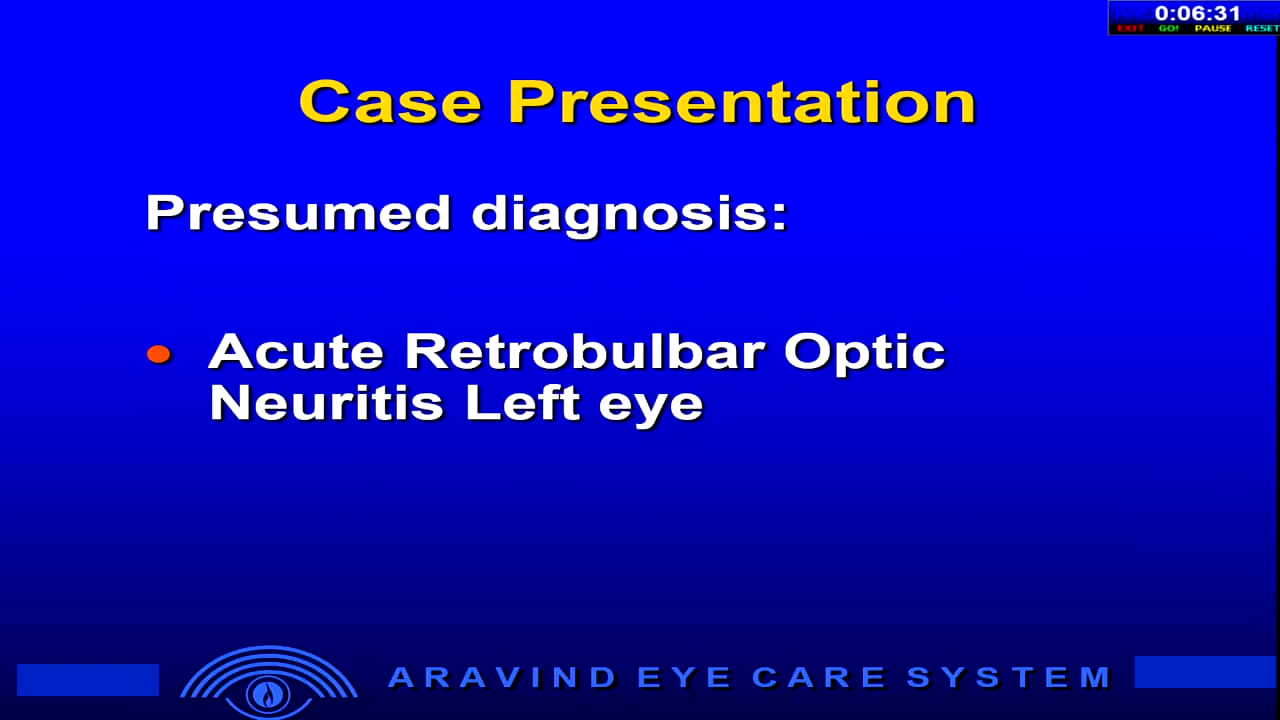 0:06:31
EXIT GO! PAUSE RESET
Case Presentation
Presumed diagnosis:
Acute Retrobulbar Optic
Neuritis Left eye
ARAVIND EYE CARE SYSTEM